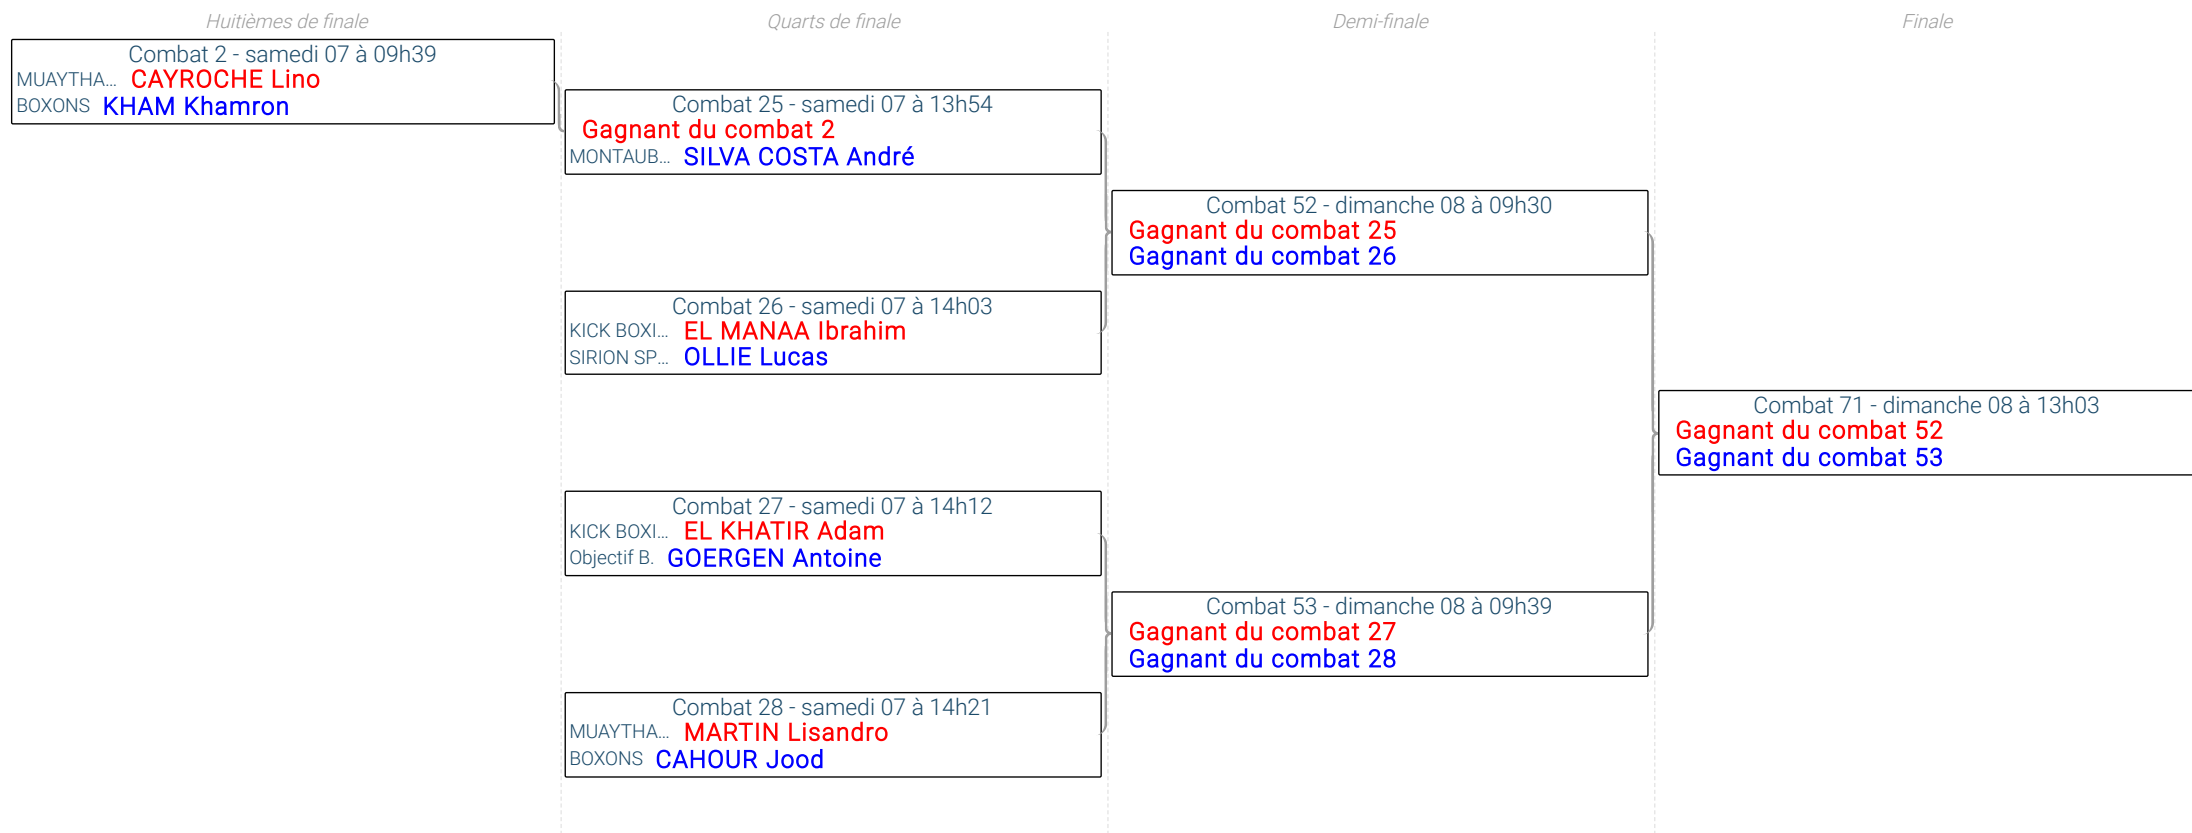 Huitièmes de finale
Quarts de finale
Demi-finale
Finale
Combat 2 - samedi 07 à 09h39
MUAYTHA... CAYROCHE Lino
BOXONS KHAM Khamron
Combat 25 - samedi 07 à 13h54
Gagnant du combat 2
MONTAUB... SILVA COSTA André
Combat 26 - samedi 07 à 14h03
KICK BOXI... EL MANAA Ibrahim
SIRION SP... OLLIE Lucas
Combat 27 - samedi 07 à 14h12
KICK BOXI... EL KHATIR Adam
Objectif B. GOERGEN Antoine
Combat 28 - samedi 07 à 14h21
MUAYTHA... MARTIN Lisandro
BOXONS CAHOUR Jood
Combat 52 - dimanche 08 à 09h30
Gagnant du combat 25
Gagnant du combat 26
Combat 53 - dimanche 08 à 09h39
Gagnant du combat 27
Gagnant du combat 28
Combat 71 - dimanche 08 à 13h03
Gagnant du combat 52
Gagnant du combat 53